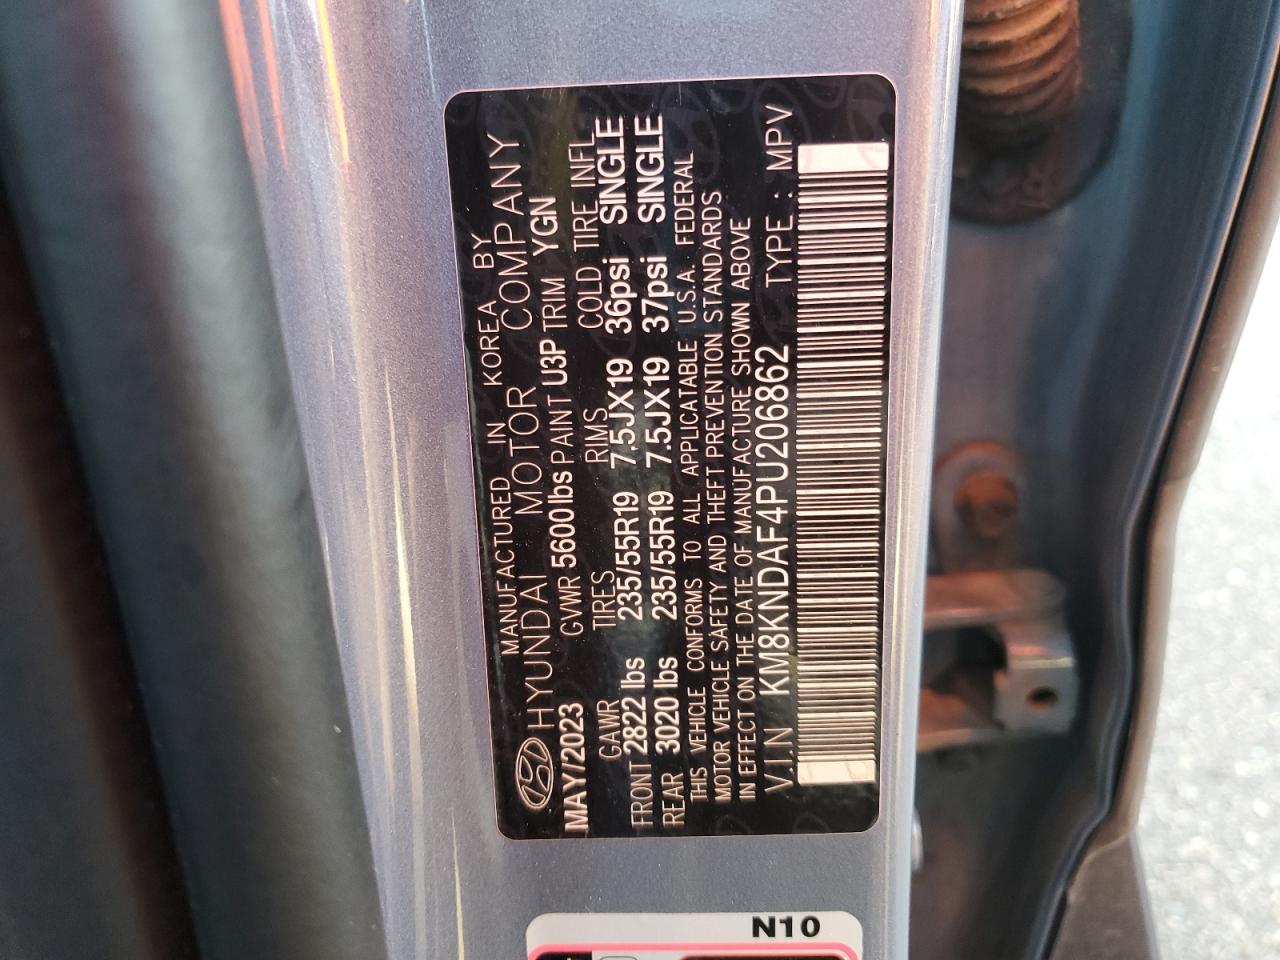 MANUFACTURED IN KOREA BY
HYUNDAI MOTOR COMPANY
MAY/2023 GVWR 5600lbs PAINT U3P TRIM YGN
GAWR TIRES RIMS COLD TIRE INFL
FRONT 2822 lbs 235/55R19 7.5JX19 36psi SINGLE
REAR 3020 lbs 235/55R19 7.5JX19 37psi SINGLE
THIS VEHICLE CONFORMS TO ALL APPLICATABLE U.S.A. FEDERAL
MOTOR VEHICLE SAFETY AND THEFT PREVENTION STANDARDS
IN EFFECT ON THE DATE OF MANUFACTURE SHOWN ABOVE
V.I.N KM8KNDAF4PU206862 TYPE : MPV
N10